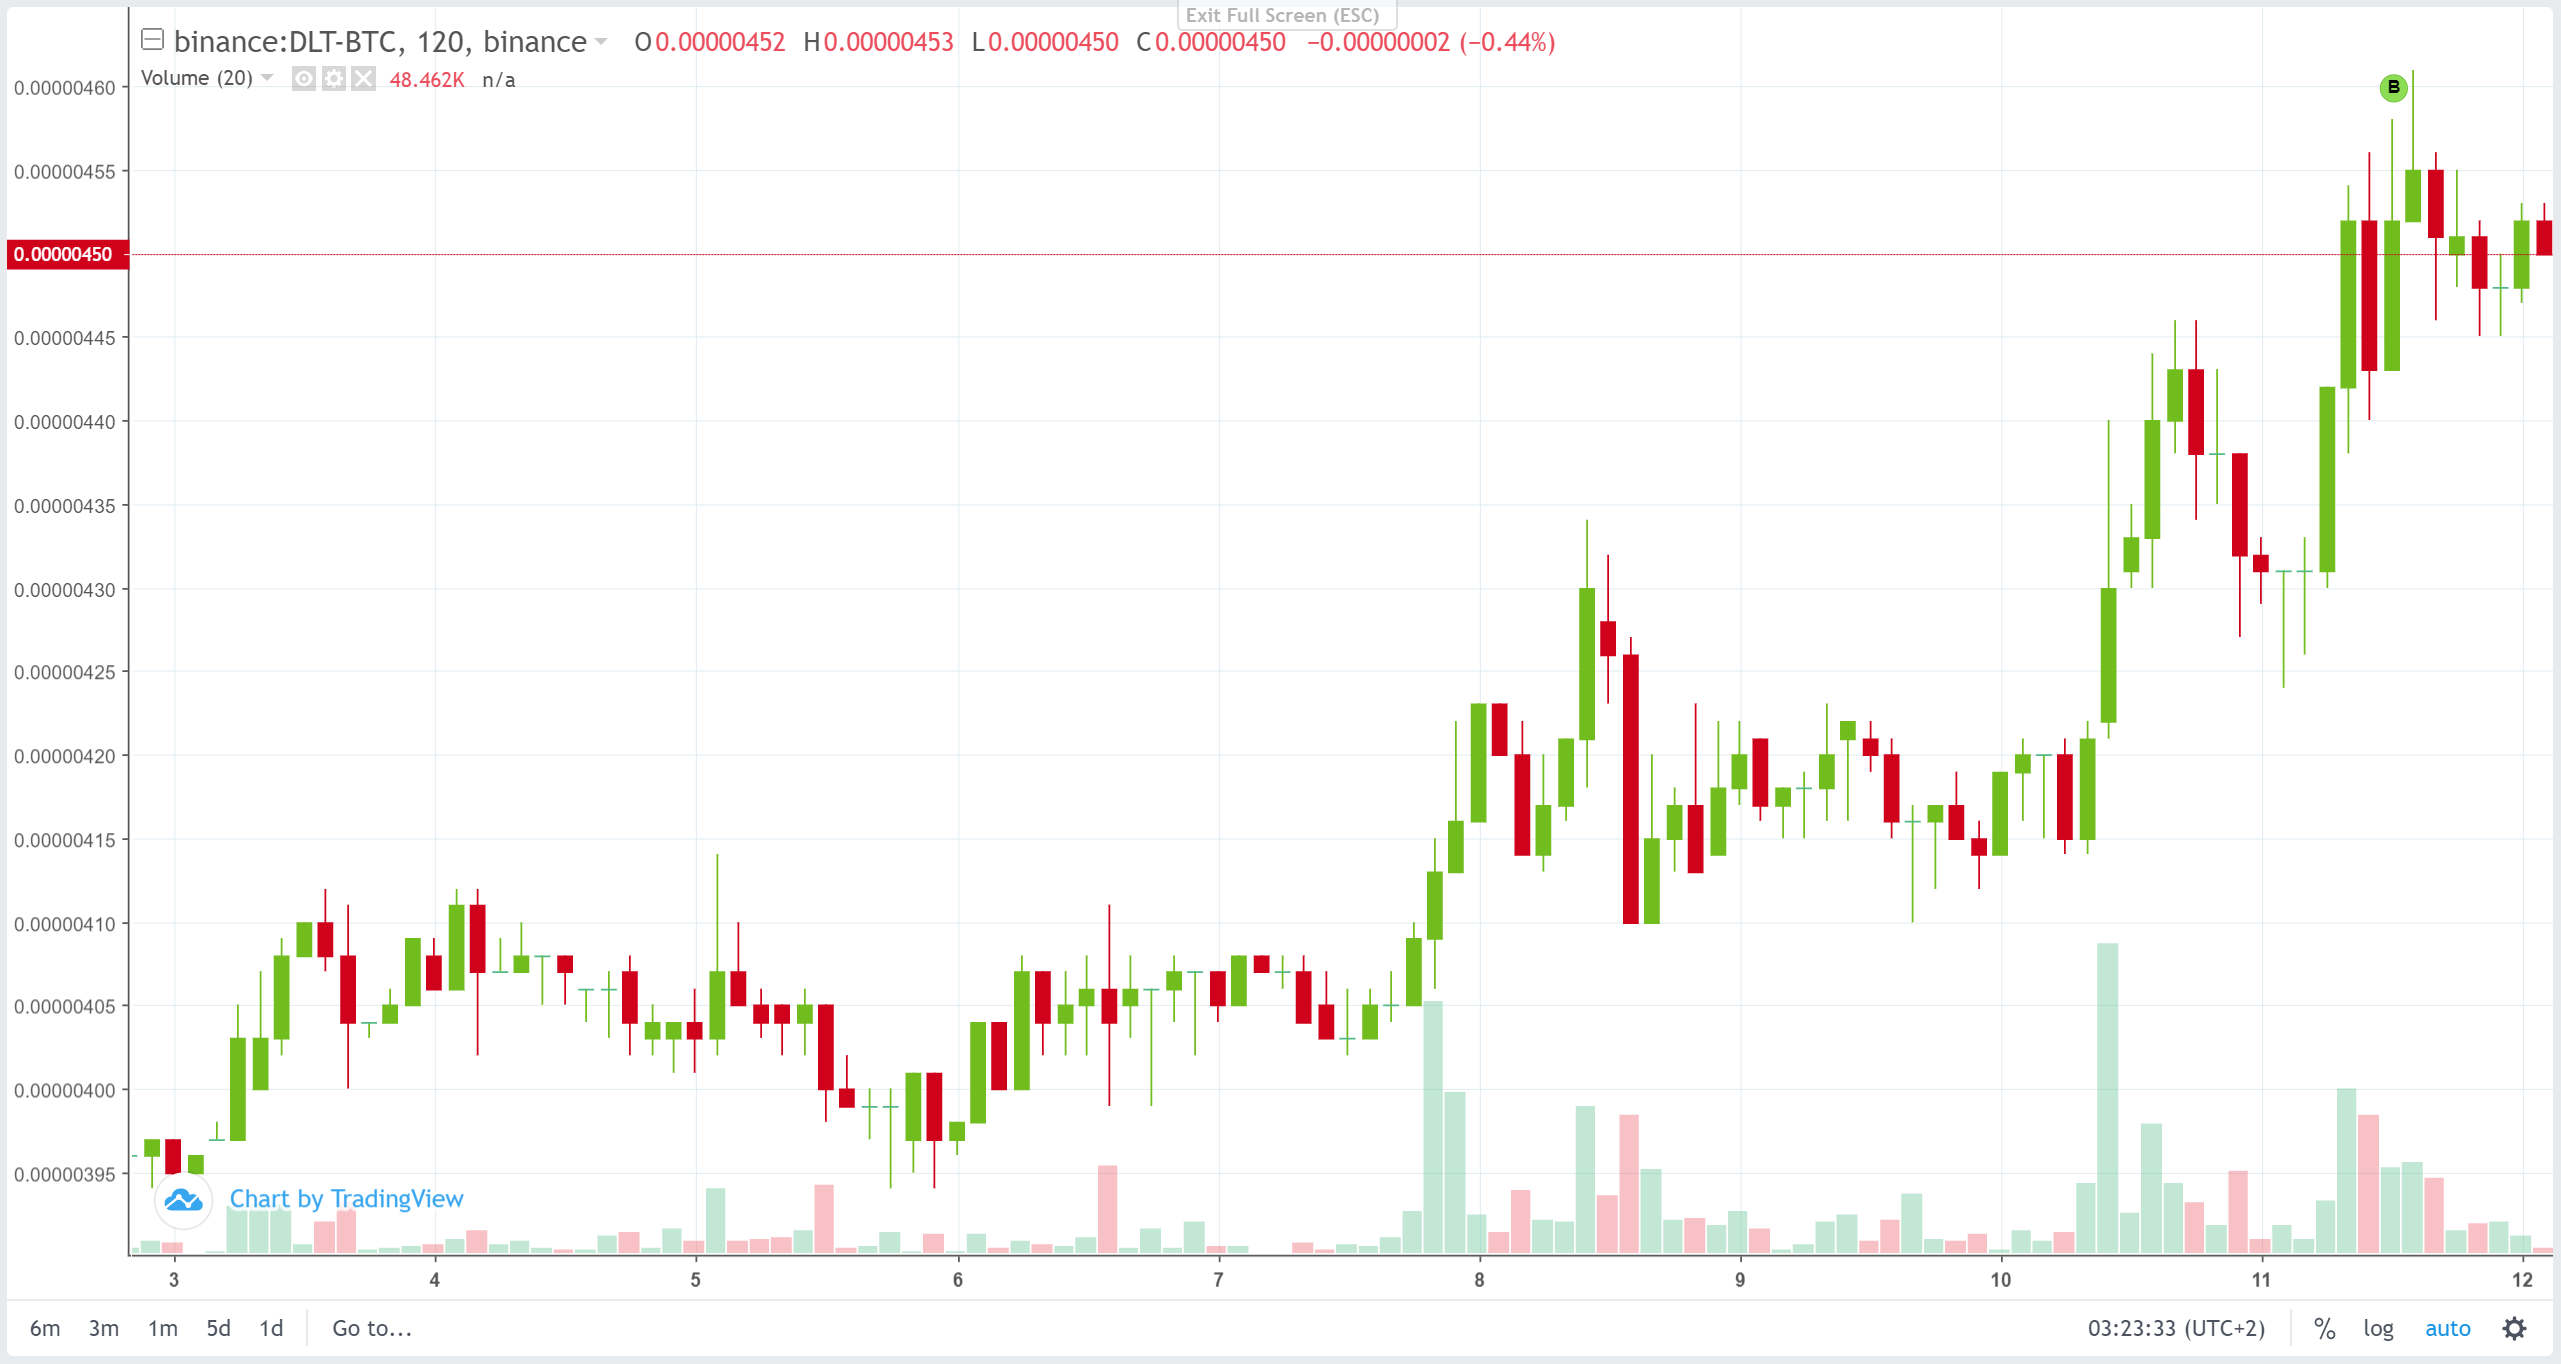 Exit Full Screen (ESC)
binance:DLT-BTC, 120, binance O0.00000452 H0.00000453 L0.00000450 C0.00000450 −0.00000002 (−0.44%)
Volume (20) 48.462K n/a
B
0.00000460
0.00000455
0.00000450
0.00000445
0.00000440
0.00000435
0.00000430
0.00000425
0.00000420
0.00000415
0.00000410
0.00000405
0.00000400
0.00000395
Chart by TradingView
3 4 5 6 7 8 9 10 11 12
6m 3m 1m 5d 1d Go to... 03:23:33 (UTC+2) % log auto